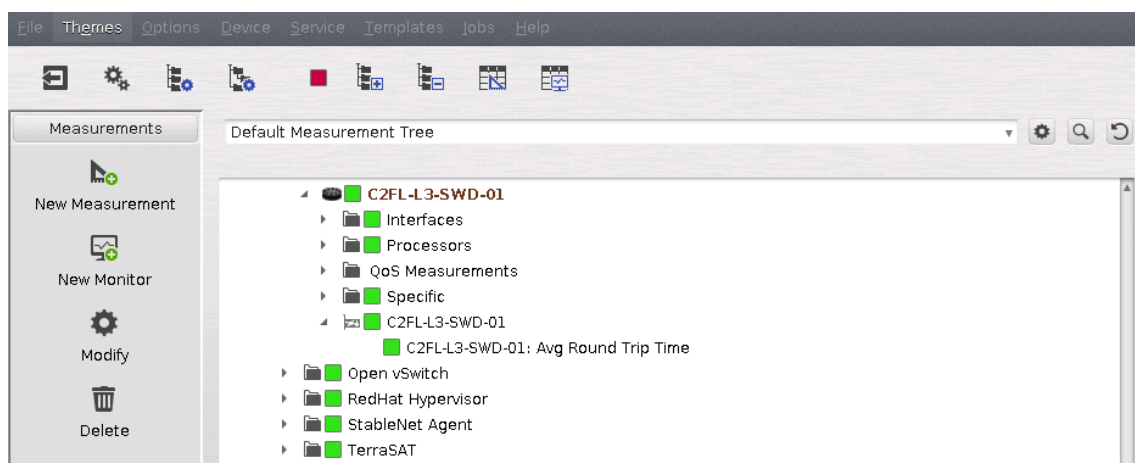 File Themes Options Device Service Templates Jobs Help
Measurements
Default Measurement Tree
New Measurement
New Monitor
Modify
Delete
C2FL-L3-SWD-01
Interfaces
Processors
QoS Measurements
Specific
C2FL-L3-SWD-01
C2FL-L3-SWD-01: Avg Round Trip Time
Open vSwitch
RedHat Hypervisor
StableNet Agent
TerraSAT